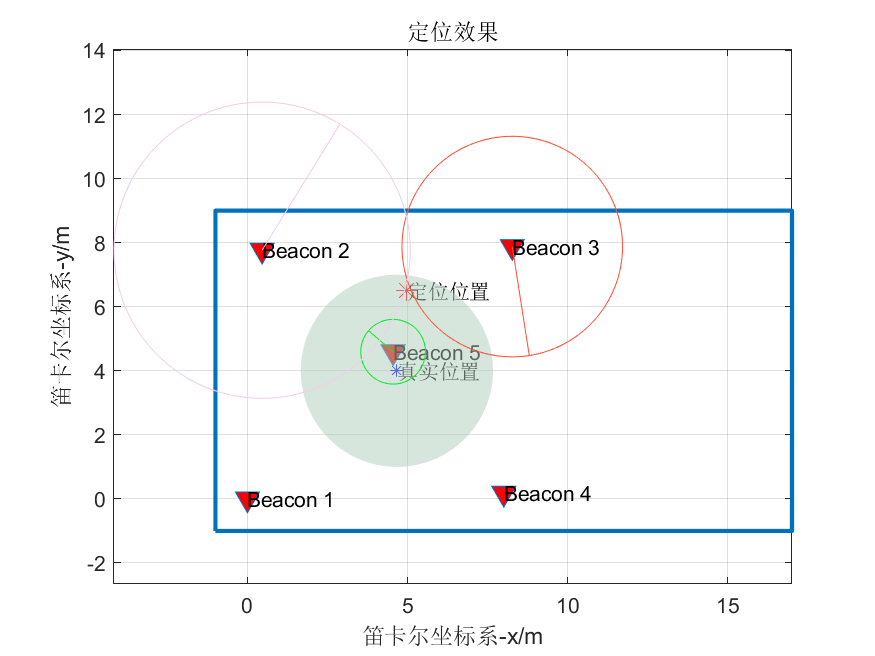 定位效果
14
12
10
8
6
4
2
0
-2
笛卡尔坐标系-y/m
Beacon 2
Beacon 3
定位位置
Beacon 5
真实位置
Beacon 1
Beacon 4
0
5
10
15
笛卡尔坐标系-x/m